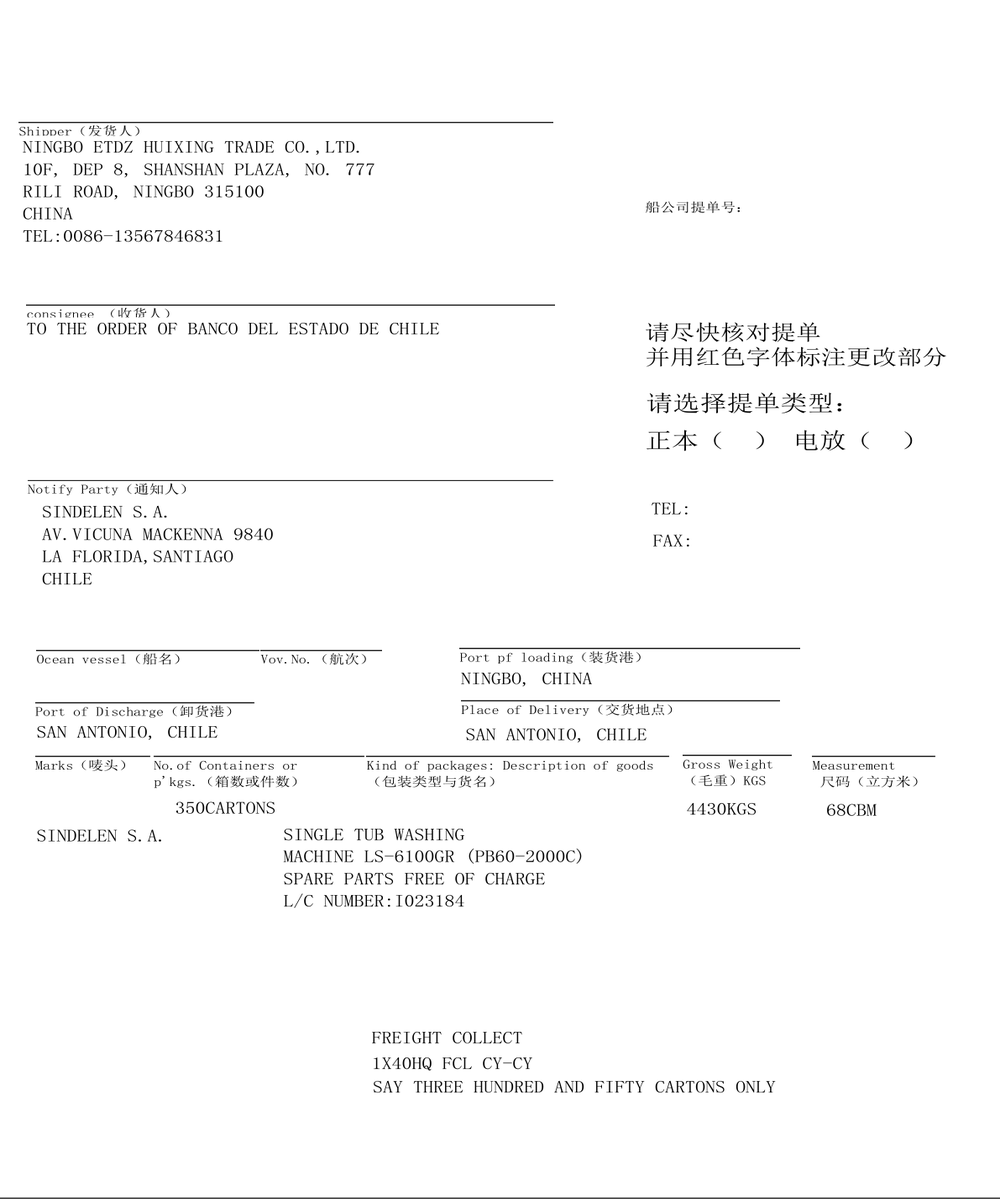 Shipper（发货人）
NINGBO ETDZ HUIXING TRADE CO.,LTD.
10F, DEP 8, SHANSHAN PLAZA, NO. 777
RILI ROAD, NINGBO 315100
CHINA
TEL:0086-13567846831
船公司提单号:
consignee （收货人）
TO THE ORDER OF BANCO DEL ESTADO DE CHILE
请尽快核对提单
并用红色字体标注更改部分
请选择提单类型:
正本（ ） 电放（ ）
Notify Party（通知人）
SINDELEN S.A.
AV.VICUNA MACKENNA 9840
LA FLORIDA,SANTIAGO
CHILE
TEL:
FAX:
Ocean vessel（船名） Vov.No.（航次） Port pf loading（装货港）
NINGBO, CHINA
Port of Discharge（卸货港） Place of Delivery（交货地点）
SAN ANTONIO, CHILE SAN ANTONIO, CHILE
Marks（唛头） No.of Containers or Kind of packages: Description of goods Gross Weight Measurement
p'kgs.（箱数或件数） （包装类型与货名） （毛重）KGS 尺码（立方米）
350CARTONS 4430KGS 68CBM
SINDELEN S.A. SINGLE TUB WASHING
MACHINE LS-6100GR (PB60-2000C)
SPARE PARTS FREE OF CHARGE
L/C NUMBER:I023184
FREIGHT COLLECT
1X40HQ FCL CY-CY
SAY THREE HUNDRED AND FIFTY CARTONS ONLY